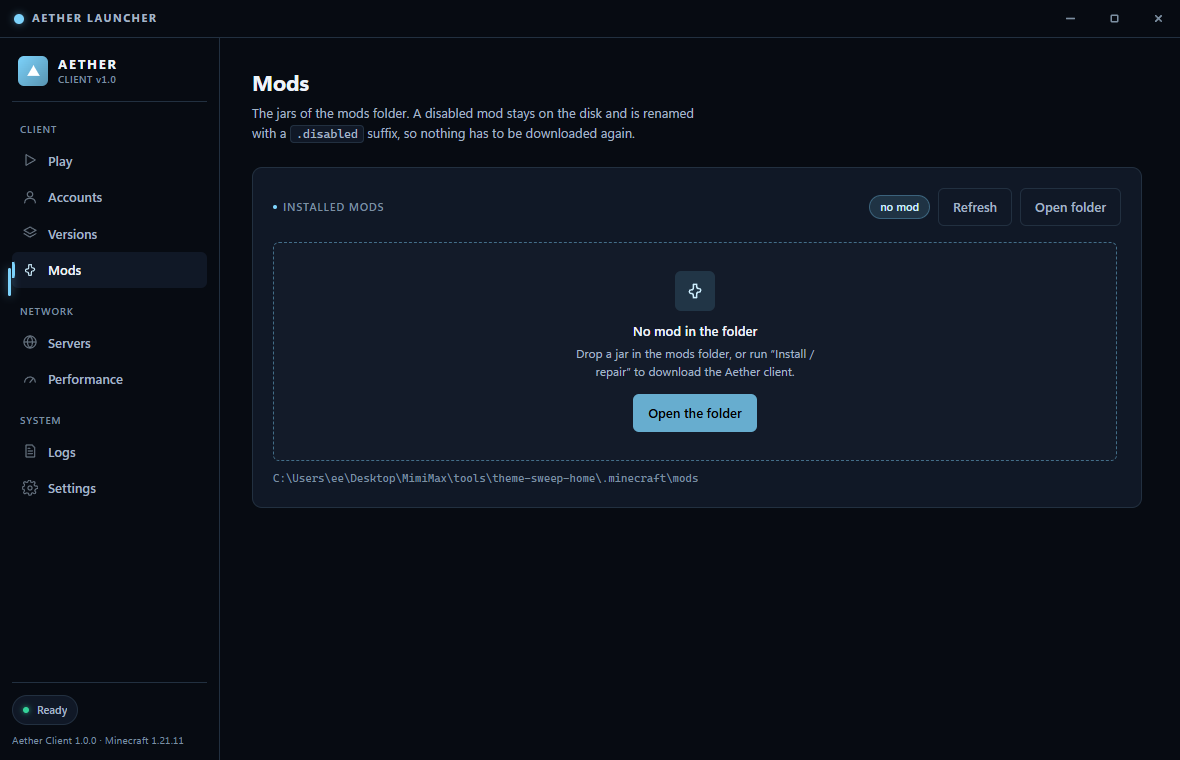 AETHER LAUNCHER
AETHER
CLIENT v1.0
CLIENT
Play
Accounts
Versions
Mods
NETWORK
Servers
Performance
SYSTEM
Logs
Settings
Ready
Aether Client 1.0.0 · Minecraft 1.21.11
Mods
The jars of the mods folder. A disabled mod stays on the disk and is renamed
with a .disabled suffix, so nothing has to be downloaded again.
INSTALLED MODS
no mod
Refresh
Open folder
No mod in the folder
Drop a jar in the mods folder, or run “Install /
repair” to download the Aether client.
Open the folder
C:\Users\ee\Desktop\MimiMax\tools\theme-sweep-home\.minecraft\mods